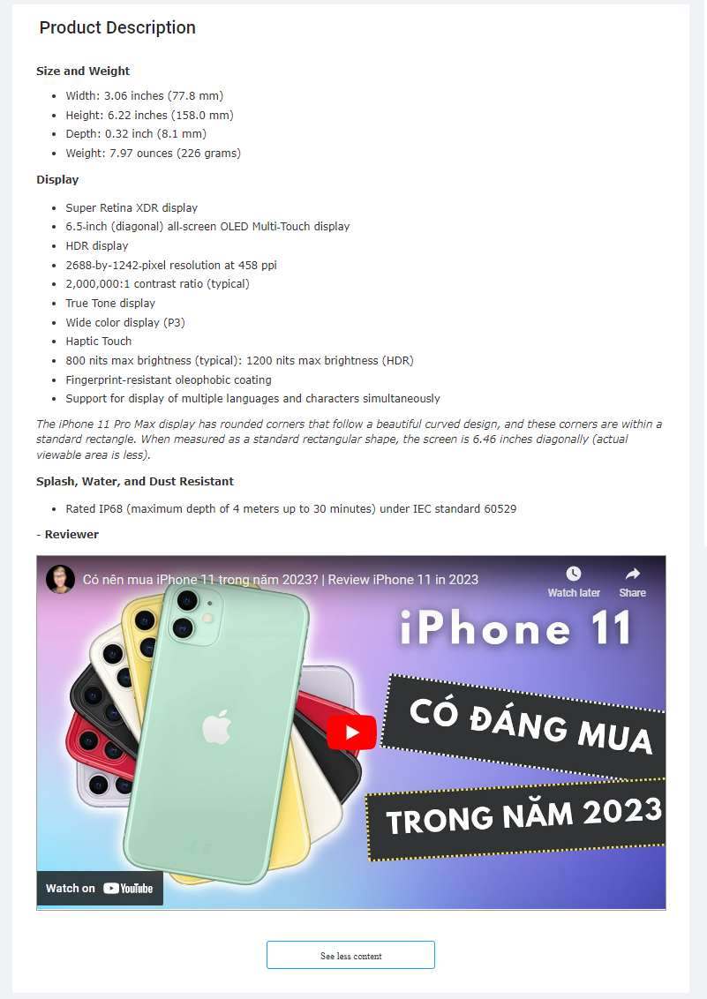 Product Description
Size and Weight
Width: 3.06 inches (77.8 mm)
Height: 6.22 inches (158.0 mm)
Depth: 0.32 inch (8.1 mm)
Weight: 7.97 ounces (226 grams)
Display
Super Retina XDR display
6.5-inch (diagonal) all-screen OLED Multi-Touch display
HDR display
2688-by-1242-pixel resolution at 458 ppi
2,000,000:1 contrast ratio (typical)
True Tone display
Wide color display (P3)
Haptic Touch
800 nits max brightness (typical): 1200 nits max brightness (HDR)
Fingerprint-resistant oleophobic coating
Support for display of multiple languages and characters simultaneously
The iPhone 11 Pro Max display has rounded corners that follow a beautiful curved design, and these corners are within a
standard rectangle. When measured as a standard rectangular shape, the screen is 6.46 inches diagonally (actual
viewable area is less).
Splash, Water, and Dust Resistant
Rated IP68 (maximum depth of 4 meters up to 30 minutes) under IEC standard 60529
- Reviewer
Có nên mua iPhone 11 trong năm 2023? | Review iPhone 11 in 2023
Watch later
Share
iPhone 11
CÓ ĐÁNG MUA
TRONG NĂM 2023
Watch on YouTube
See less content